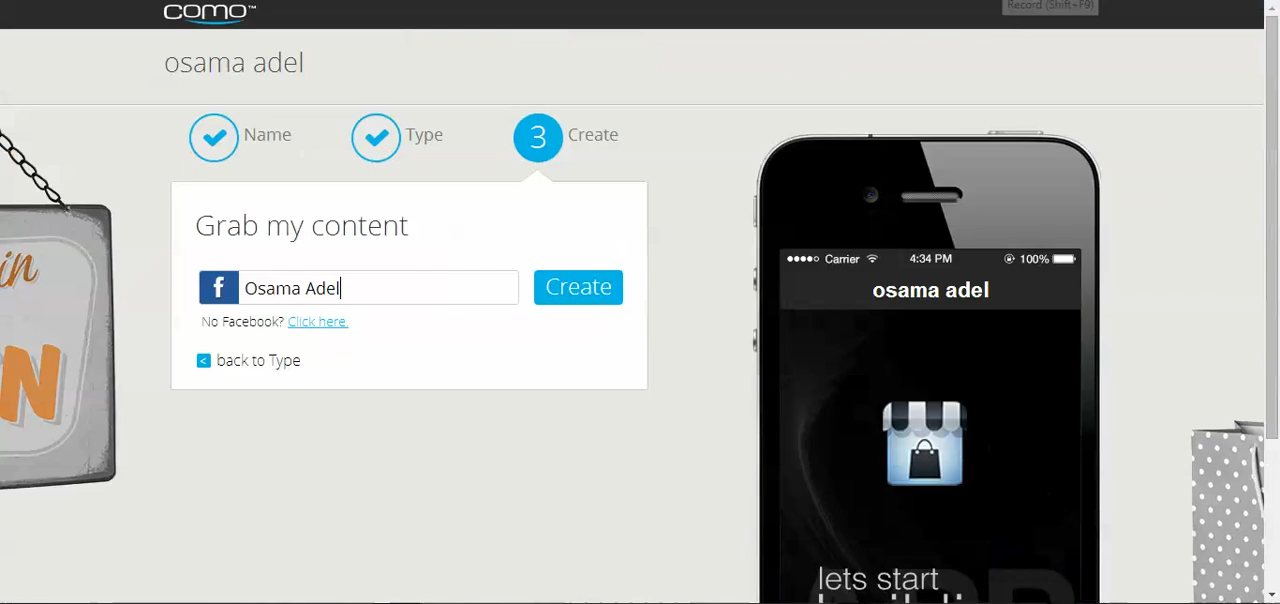 como™
Record (Shift+F9)
osama adel
Name
Type
3
Create
Grab my content
f
Osama Adel
Create
No Facebook? Click here.
< back to Type
in
N
Carrier
4:34 PM
100%
osama adel
lets start